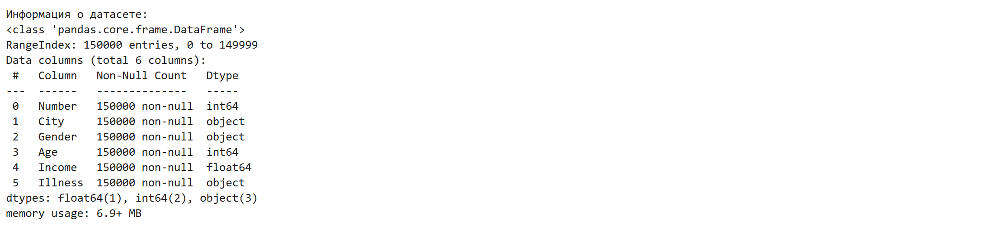 Информация о датасете:
<class 'pandas.core.frame.DataFrame'>
RangeIndex: 150000 entries, 0 to 149999
Data columns (total 6 columns):
 #   Column   Non-Null Count   Dtype
---  ------   --------------   -----
 0   Number   150000 non-null  int64
 1   City     150000 non-null  object
 2   Gender   150000 non-null  object
 3   Age      150000 non-null  int64
 4   Income   150000 non-null  float64
 5   Illness  150000 non-null  object
dtypes: float64(1), int64(2), object(3)
memory usage: 6.9+ MB